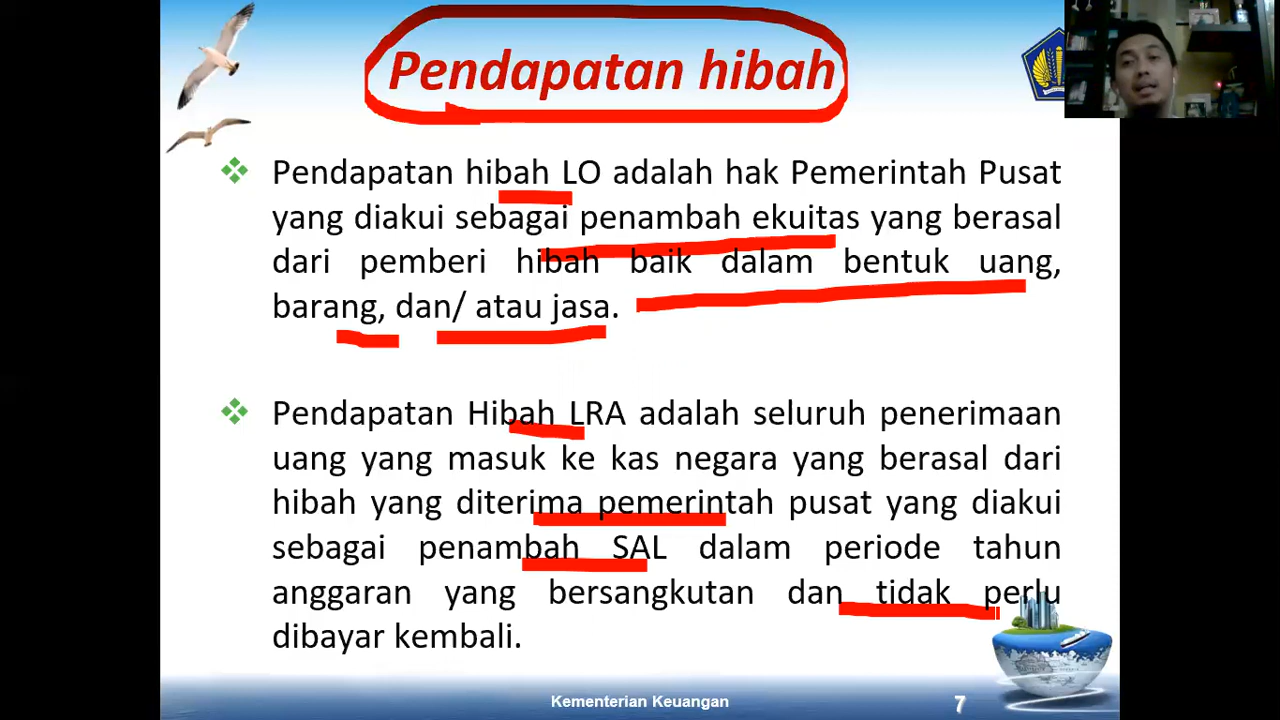 Pendapatan hibah
Pendapatan hibah LO adalah hak Pemerintah Pusat
yang diakui sebagai penambah ekuitas yang berasal
dari pemberi hibah baik dalam bentuk uang,
barang, dan/ atau jasa.
Pendapatan Hibah LRA adalah seluruh penerimaan
uang yang masuk ke kas negara yang berasal dari
hibah yang diterima pemerintah pusat yang diakui
sebagai penambah SAL dalam periode tahun
anggaran yang bersangkutan dan tidak perlu
dibayar kembali.
Kementerian Keuangan
7